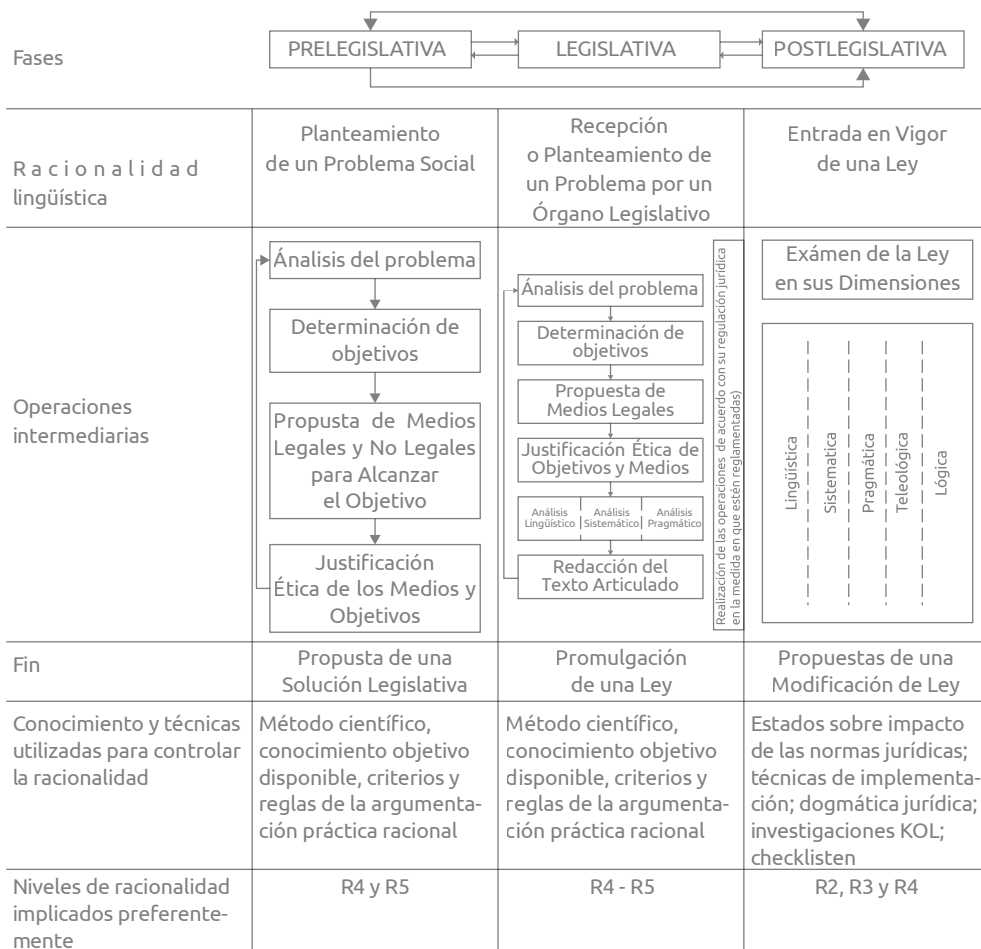 Fases
PRELEGISLATIVA
LEGISLATIVA
POSTLEGISLATIVA
R a c i o n a l i d a d
lingüística
Planteamiento
de un Problema Social
Recepción
o Planteamiento de
un Problema por un
Órgano Legislativo
Entrada en Vigor
de una Ley
Operaciones
intermediarias
Ánalisis del problema
Determinación de
objetivos
Propusta de Medios
Legales y No Legales
para Alcanzar
el Objetivo
Justificación
Ética de los Medios y
Objetivos
Ánalisis del problema
Determinación de
objetivos
Propuesta de
Medios Legales
Justificación Ética de
Objetivos y Medios
Análisis
Lingüístico
Análisis
Sistemático
Análisis
Pragmático
Redacción del
Texto Articulado
Realización de las operaciones de acuerdo con su regulación jurídica
en la medida en que estén reglamentadas)
Exámen de la Ley
en sus Dimensiones
Lingüística
Sistematica
Pragmática
Teleológica
Lógica
Fin
Propusta de una
Solución Legislativa
Promulgación
de una Ley
Propuestas de una
Modificación de Ley
Conocimiento y técnicas
utilizadas para controlar
la racionalidad
Método científico,
conocimiento objetivo
disponible, criterios y
reglas de la argumenta-
ción práctica racional
Método científico,
conocimiento objetivo
disponible, criterios y
reglas de la argumenta-
ción práctica racional
Estados sobre impacto
de las normas jurídicas;
técnicas de implementa-
ción; dogmática jurídica;
investigaciones KOL;
checklisten
Niveles de racionalidad
implicados preferente-
mente
R4 y R5
R4 - R5
R2, R3 y R4